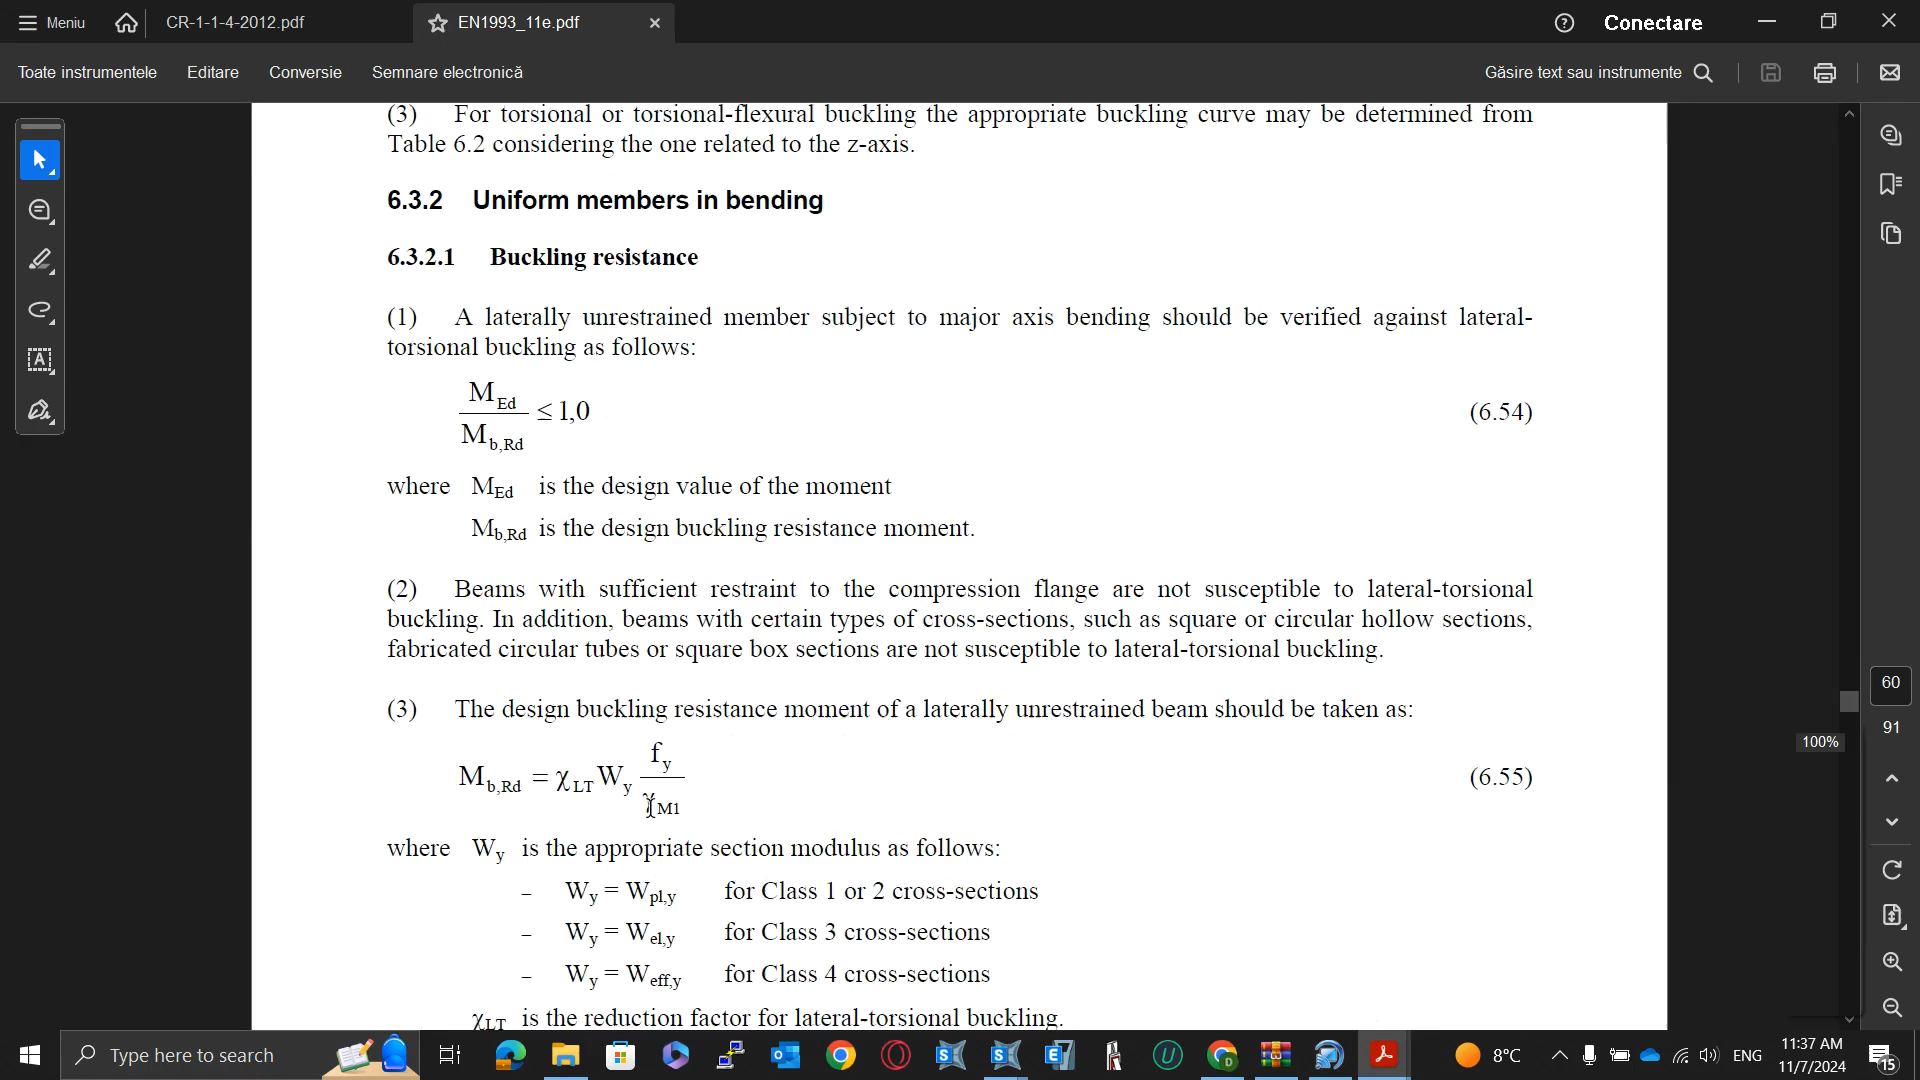 Meniu
CR-1-1-4-2012.pdf
EN1993_11e.pdf
Conectare
Toate instrumentele
Editare
Conversie
Semnare electronică
Găsire text sau instrumente
(3) For torsional or torsional-flexural buckling the appropriate buckling curve may be determined from
Table 6.2 considering the one related to the z-axis.
6.3.2 Uniform members in bending
6.3.2.1 Buckling resistance
(1) A laterally unrestrained member subject to major axis bending should be verified against lateral-
torsional buckling as follows:
M_Ed / M_b,Rd ≤ 1,0 (6.54)
where M_Ed is the design value of the moment
M_b,Rd is the design buckling resistance moment.
(2) Beams with sufficient restraint to the compression flange are not susceptible to lateral-torsional
buckling. In addition, beams with certain types of cross-sections, such as square or circular hollow sections,
fabricated circular tubes or square box sections are not susceptible to lateral-torsional buckling.
(3) The design buckling resistance moment of a laterally unrestrained beam should be taken as:
M_b,Rd = χ_LT W_y f_y / γ_M1 (6.55)
where W_y is the appropriate section modulus as follows:
– W_y = W_pl,y for Class 1 or 2 cross-sections
– W_y = W_el,y for Class 3 cross-sections
– W_y = W_eff,y for Class 4 cross-sections
χ_LT is the reduction factor for lateral-torsional buckling.
60
91
100%
Type here to search
8°C
ENG
11:37 AM
11/7/2024
15